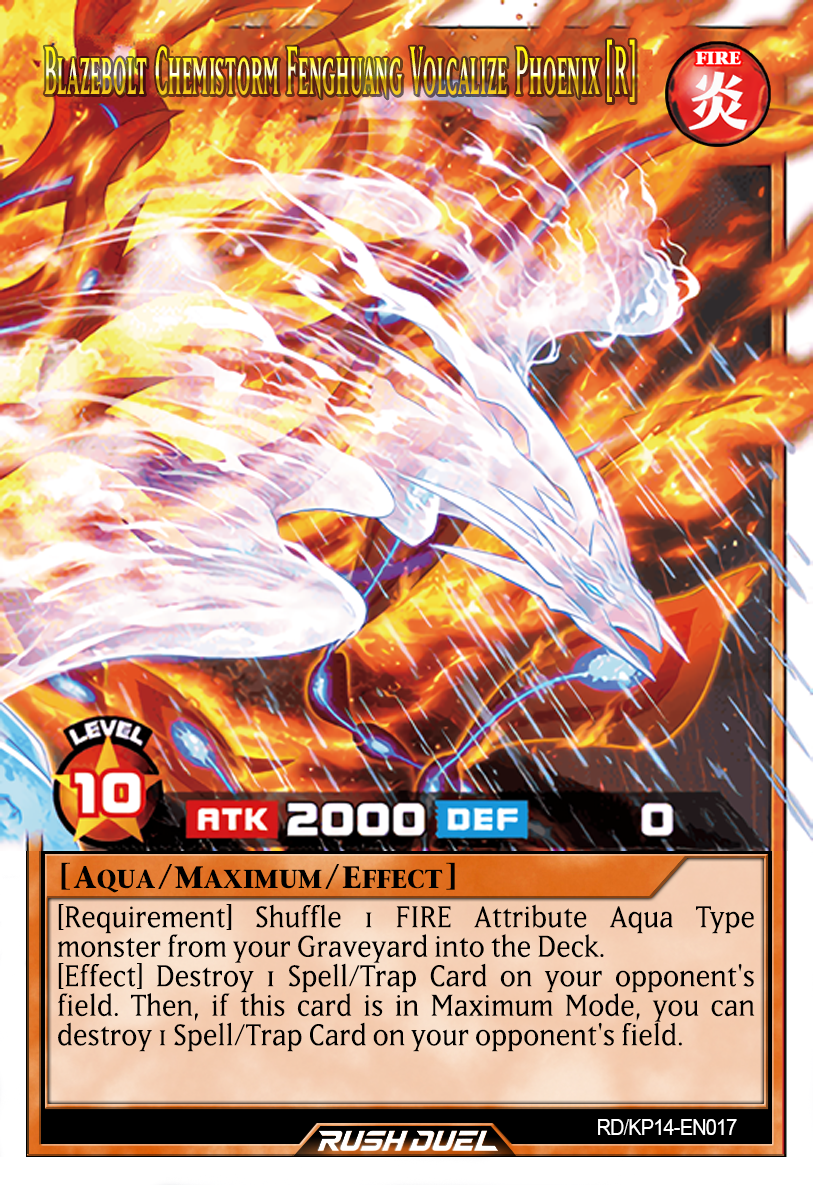 Blazebolt Chemistorm Fenghuang Volcalize Phoenix [R]
FIRE
炎
LEVEL
10
ATK 2000 DEF 0
[Aqua/Maximum/Effect]
[Requirement] Shuffle 1 FIRE Attribute Aqua Type
monster from your Graveyard into the Deck.
[Effect] Destroy 1 Spell/Trap Card on your opponent's
field. Then, if this card is in Maximum Mode, you can
destroy 1 Spell/Trap Card on your opponent's field.
RD/KP14-EN017
RUSH DUEL